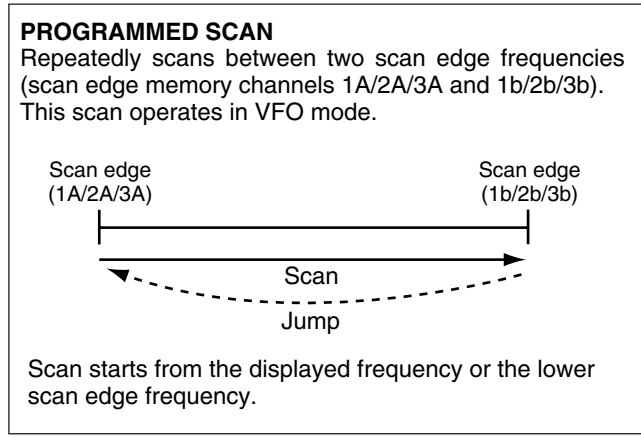 PROGRAMMED SCAN
Repeatedly scans between two scan edge frequencies
(scan edge memory channels 1A/2A/3A and 1b/2b/3b).
This scan operates in VFO mode.
Scan edge
(1A/2A/3A)
Scan edge
(1b/2b/3b)
Scan
Jump
Scan starts from the displayed frequency or the lower
scan edge frequency.